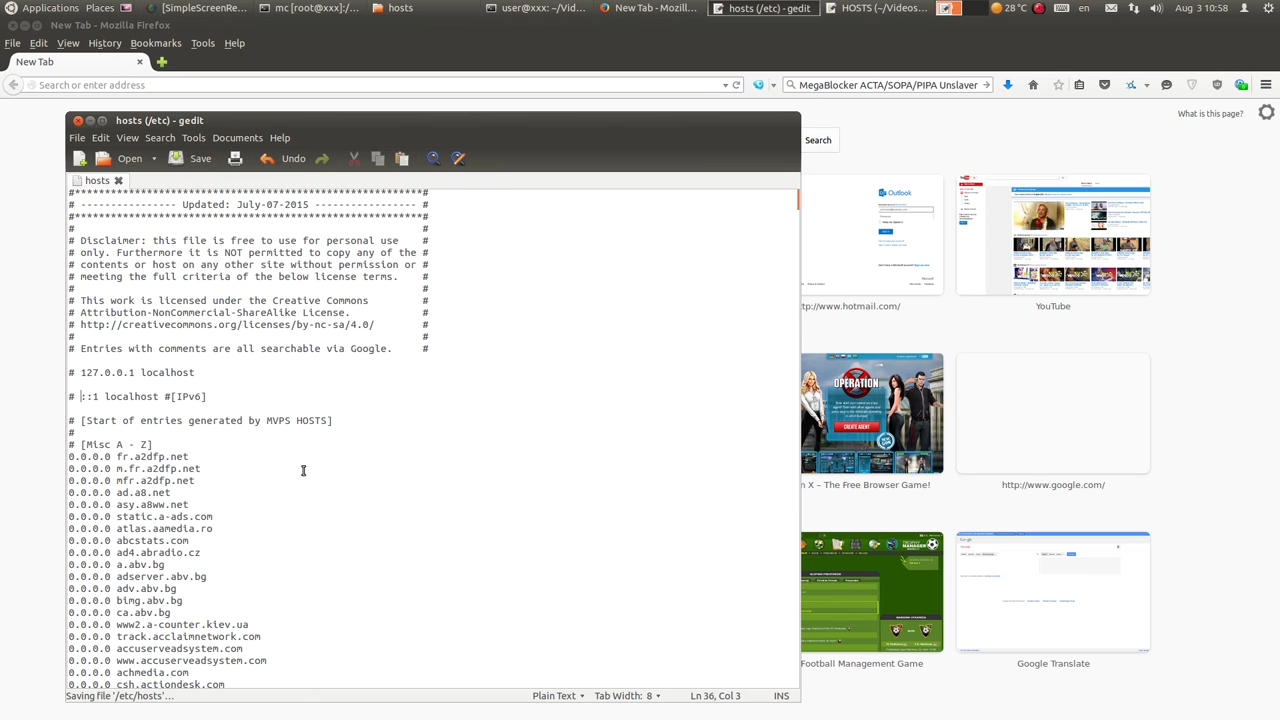 Applications Places [SimpleScreenRe... mc [root@xxx]:/... hosts user@xxx: ~/Vid... New Tab - Mozilla... hosts (/etc) - gedit HOSTS (~/Videos... 28 °C en Aug 3 10:58
New Tab - Mozilla Firefox
File Edit View History Bookmarks Tools Help
New Tab
Search or enter address
MegaBlocker ACTA/SOPA/PIPA Unslaver
What is this page?
Search
hosts (/etc) - gedit
File Edit View Search Tools Documents Help
Open Save Undo
hosts
#**********************************************************#
# ---------------------- Updated: July-30-2015 ---------------------- #
#**********************************************************#
# #
# Disclaimer: this file is free to use for personal use #
# only. Furthermore it is NOT permitted to copy any of the #
# contents or host on any other site without permission or #
# meeting the full criteria of the below license terms. #
# #
# This work is licensed under the Creative Commons #
# Attribution-NonCommercial-ShareAlike License. #
# http://creativecommons.org/licenses/by-nc-sa/4.0/ #
# #
# Entries with comments are all searchable via Google. #
# 127.0.0.1 localhost
# ::1 localhost #[IPv6]
# [Start of entries generated by MVPS HOSTS]
#
# [Misc A - Z]
0.0.0.0 fr.a2dfp.net
0.0.0.0 m.fr.a2dfp.net
0.0.0.0 mfr.a2dfp.net
0.0.0.0 ad.a8.net
0.0.0.0 asy.a8ww.net
0.0.0.0 static.a-ads.com
0.0.0.0 atlas.aamedia.ro
0.0.0.0 abcstats.com
0.0.0.0 ad4.abradio.cz
0.0.0.0 a.abv.bg
0.0.0.0 adserver.abv.bg
0.0.0.0 adv.abv.bg
0.0.0.0 bimg.abv.bg
0.0.0.0 ca.abv.bg
0.0.0.0 www2.a-counter.kiev.ua
0.0.0.0 track.acclaimnetwork.com
0.0.0.0 accuserveadsystem.com
0.0.0.0 www.accuserveadsystem.com
0.0.0.0 achmedia.com
0.0.0.0 csh.actiondesk.com
Saving file '/etc/hosts'...
Plain Text Tab Width: 8 Ln 36, Col 3 INS
Outlook
ttp://www.hotmail.com/
YouTube
OPERATION
CREATE AGENT
n X – The Free Browser Game!
http://www.google.com/
Football Management Game
Google Translate